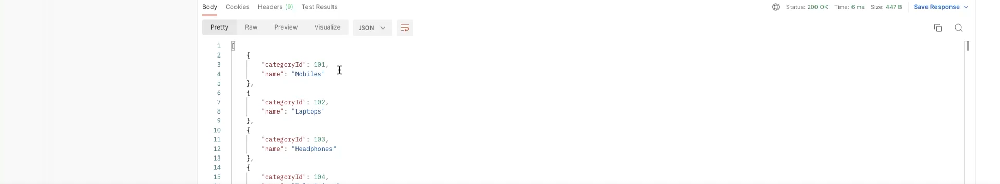 Body Cookies Headers (9) Test Results Status: 200 OK Time: 6 ms Size: 447 B Save Response
Pretty Raw Preview Visualize JSON
1 [
2 {
3 "categoryId": 101,
4 "name": "Mobiles"
5 },
6 {
7 "categoryId": 102,
8 "name": "Laptops"
9 },
10 {
11 "categoryId": 103,
12 "name": "Headphones"
13 },
14 {
15 "categoryId": 104,